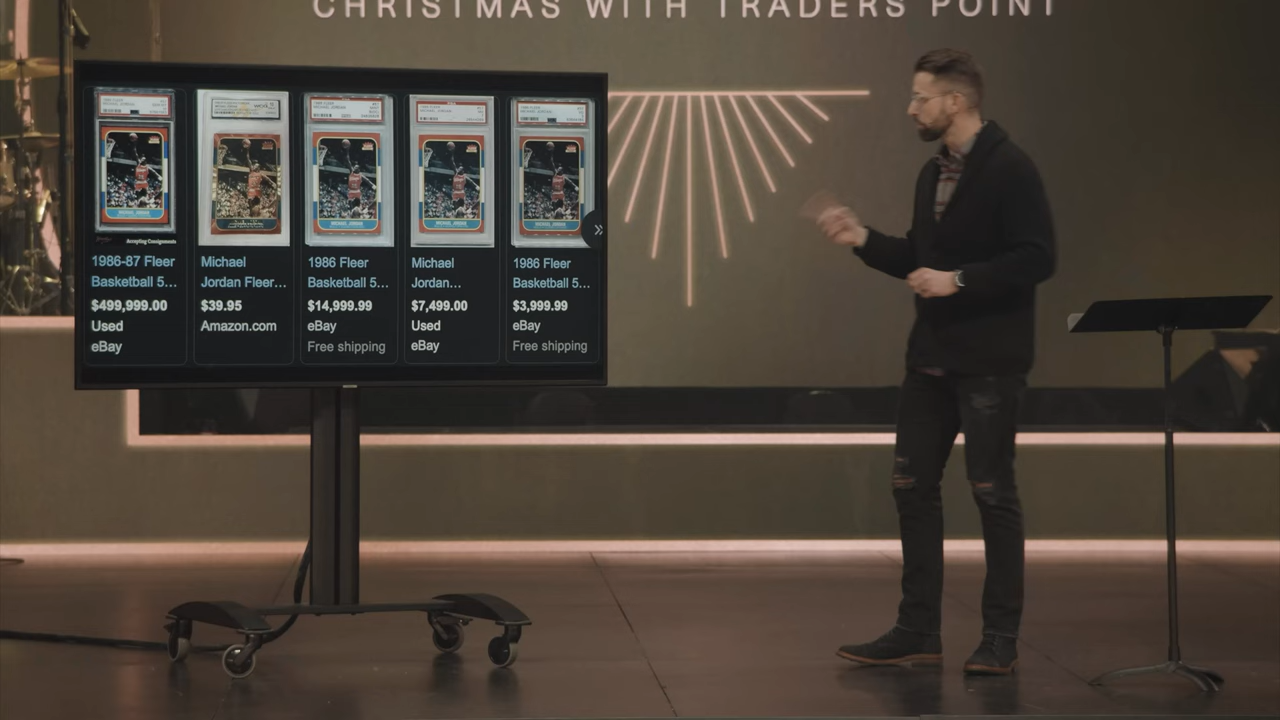 CHRISTMAS WITH TRADERS POINT
Accepting Consignments
1986-87 Fleer
Basketball 5...
$499,999.00
Used
eBay
Michael
Jordan Fleer...
$39.95
Amazon.com
1986 Fleer
Basketball 5...
$14,999.99
eBay
Free shipping
Michael
Jordan...
$7,499.00
Used
eBay
1986 Fleer
Basketball 5...
$3,999.99
eBay
Free shipping